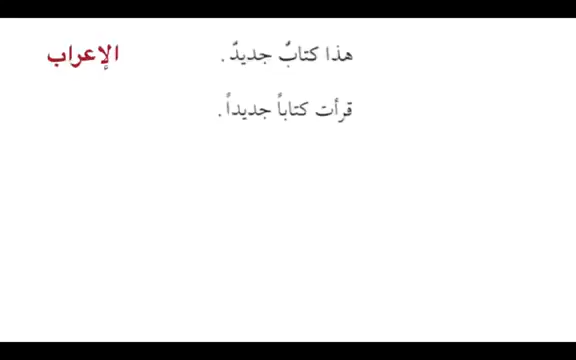 الإعراب
هذا كتابٌ جديدٌ .
قرأت كتاباً جديداً .